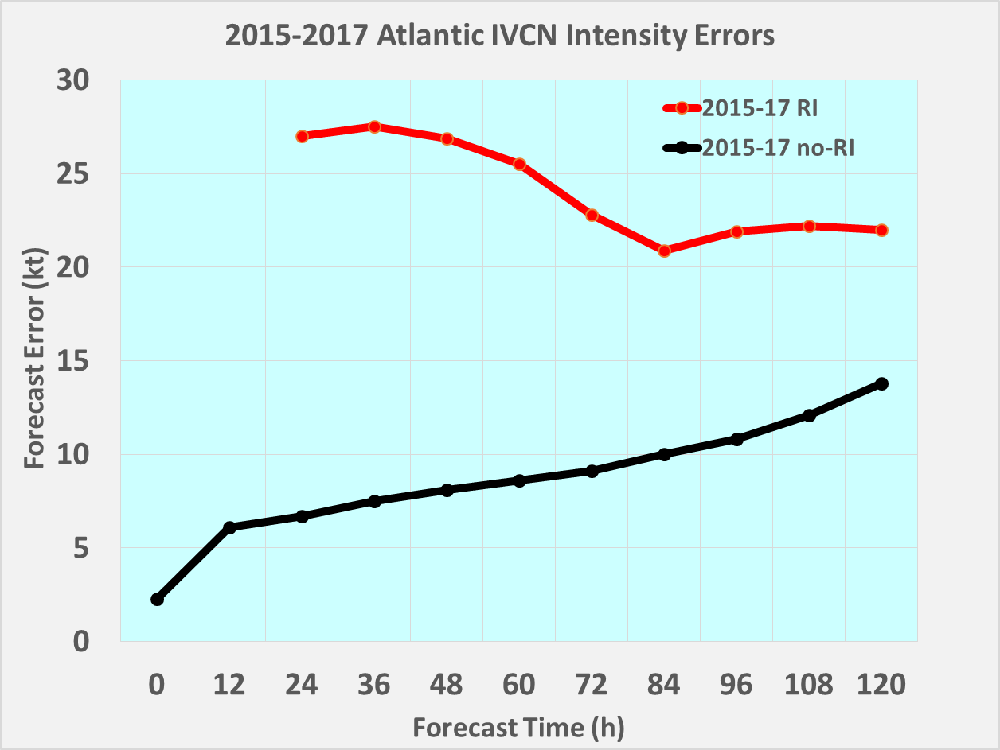 2015-2017 Atlantic IVCN Intensity Errors
30
25
20
15
10
5
0
Forecast Error (kt)
2015-17 RI
2015-17 no-RI
0 12 24 36 48 60 72 84 96 108 120
Forecast Time (h)